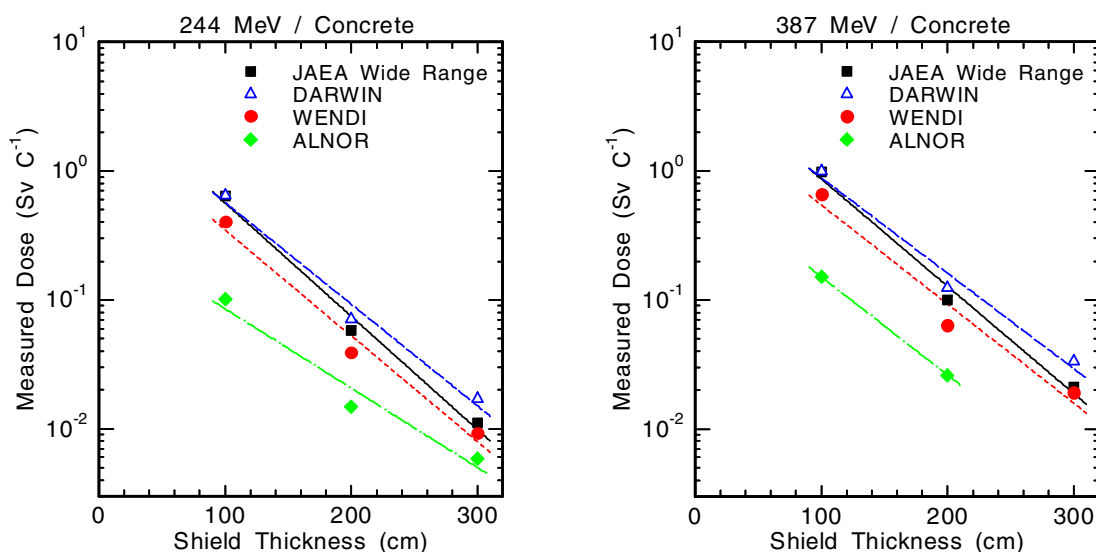 244 MeV / Concrete
10^1
10^0
10^-1
10^-2
Measured Dose (Sv C^-1)
JAEA Wide Range
DARWIN
WENDI
ALNOR
0 100 200 300
Shield Thickness (cm)
387 MeV / Concrete
10^1
10^0
10^-1
10^-2
Measured Dose (Sv C^-1)
JAEA Wide Range
DARWIN
WENDI
ALNOR
0 100 200 300
Shield Thickness (cm)